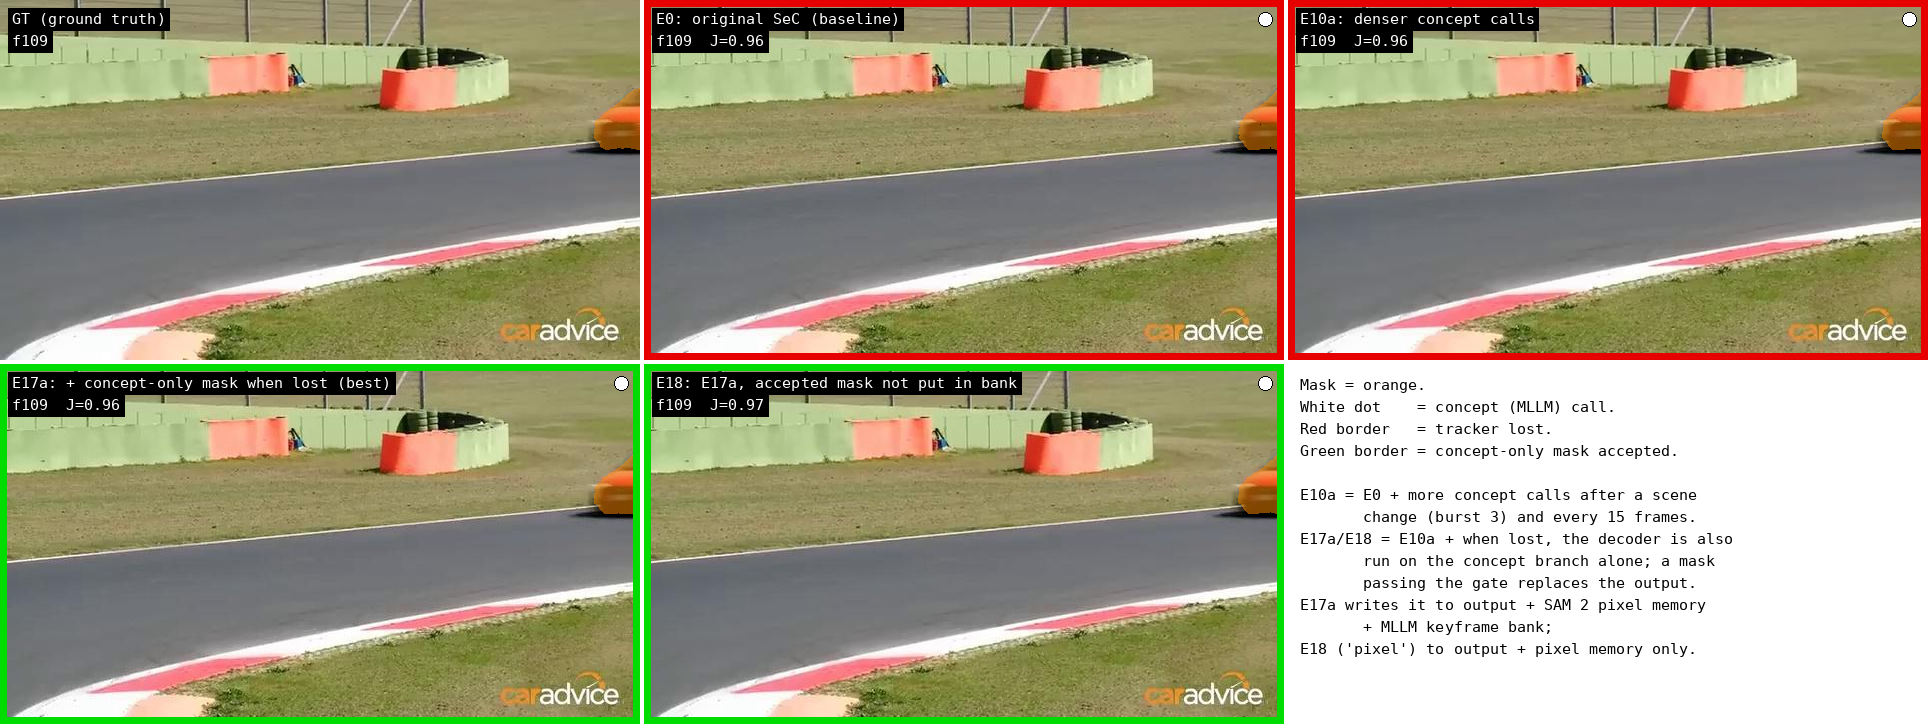 GT (ground truth)
f109
E0: original SeC (baseline)
f109 J=0.96
E10a: denser concept calls
f109 J=0.96
caradvice
caradvice
caradvice
E17a: + concept-only mask when lost (best)
f109 J=0.96
E18: E17a, accepted mask not put in bank
f109 J=0.97
caradvice
caradvice
Mask = orange.
White dot = concept (MLLM) call.
Red border = tracker lost.
Green border = concept-only mask accepted.
E10a = E0 + more concept calls after a scene
change (burst 3) and every 15 frames.
E17a/E18 = E10a + when lost, the decoder is also
run on the concept branch alone; a mask
passing the gate replaces the output.
E17a writes it to output + SAM 2 pixel memory
+ MLLM keyframe bank;
E18 ('pixel') to output + pixel memory only.